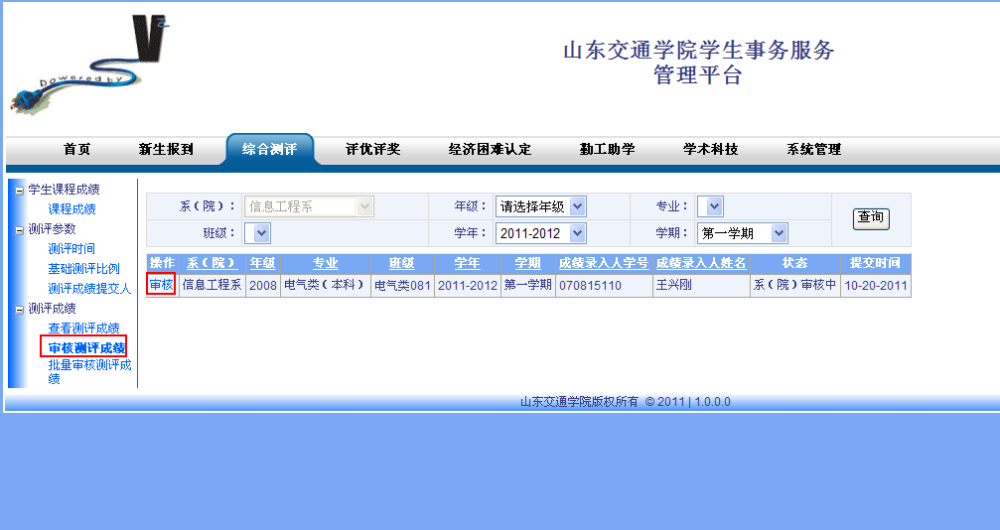 V2
powered by
山东交通学院学生事务服务
管理平台
首页 新生报到 综合测评 评优评奖 经济困难认定 勤工助学 学术科技 系统管理
学生课程成绩
课程成绩
测评参数
测评时间
基础测评比例
测评成绩提交人
测评成绩
查看测评成绩
审核测评成绩
批量审核测评成
绩
系（院）： 信息工程系 年级： 请选择年级 专业：
班级： 学年： 2011-2012 学期： 第一学期
查询
操作 系（院） 年级 专业 班级 学年 学期 成绩录入人学号 成绩录入人姓名 状态 提交时间
审核 信息工程系 2008 电气类（本科） 电气类081 2011-2012 第一学期 070815110 王兴刚 系（院）审核中 10-20-2011
山东交通学院版权所有 © 2011 | 1.0.0.0